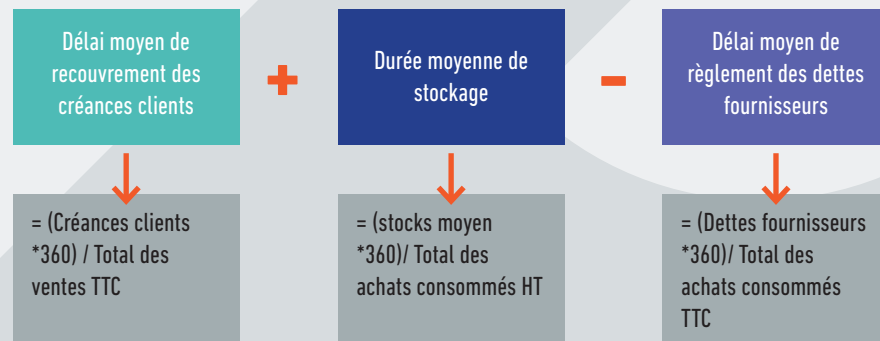 Délai moyen de
recouvrement des
créances clients
+
Durée moyenne de
stockage
-
Délai moyen de
règlement des dettes
fournisseurs
= (Créances clients
*360) / Total des
ventes TTC
= (stocks moyen
*360)/ Total des
achats consommés HT
= (Dettes fournisseurs
*360)/ Total des
achats consommés
TTC